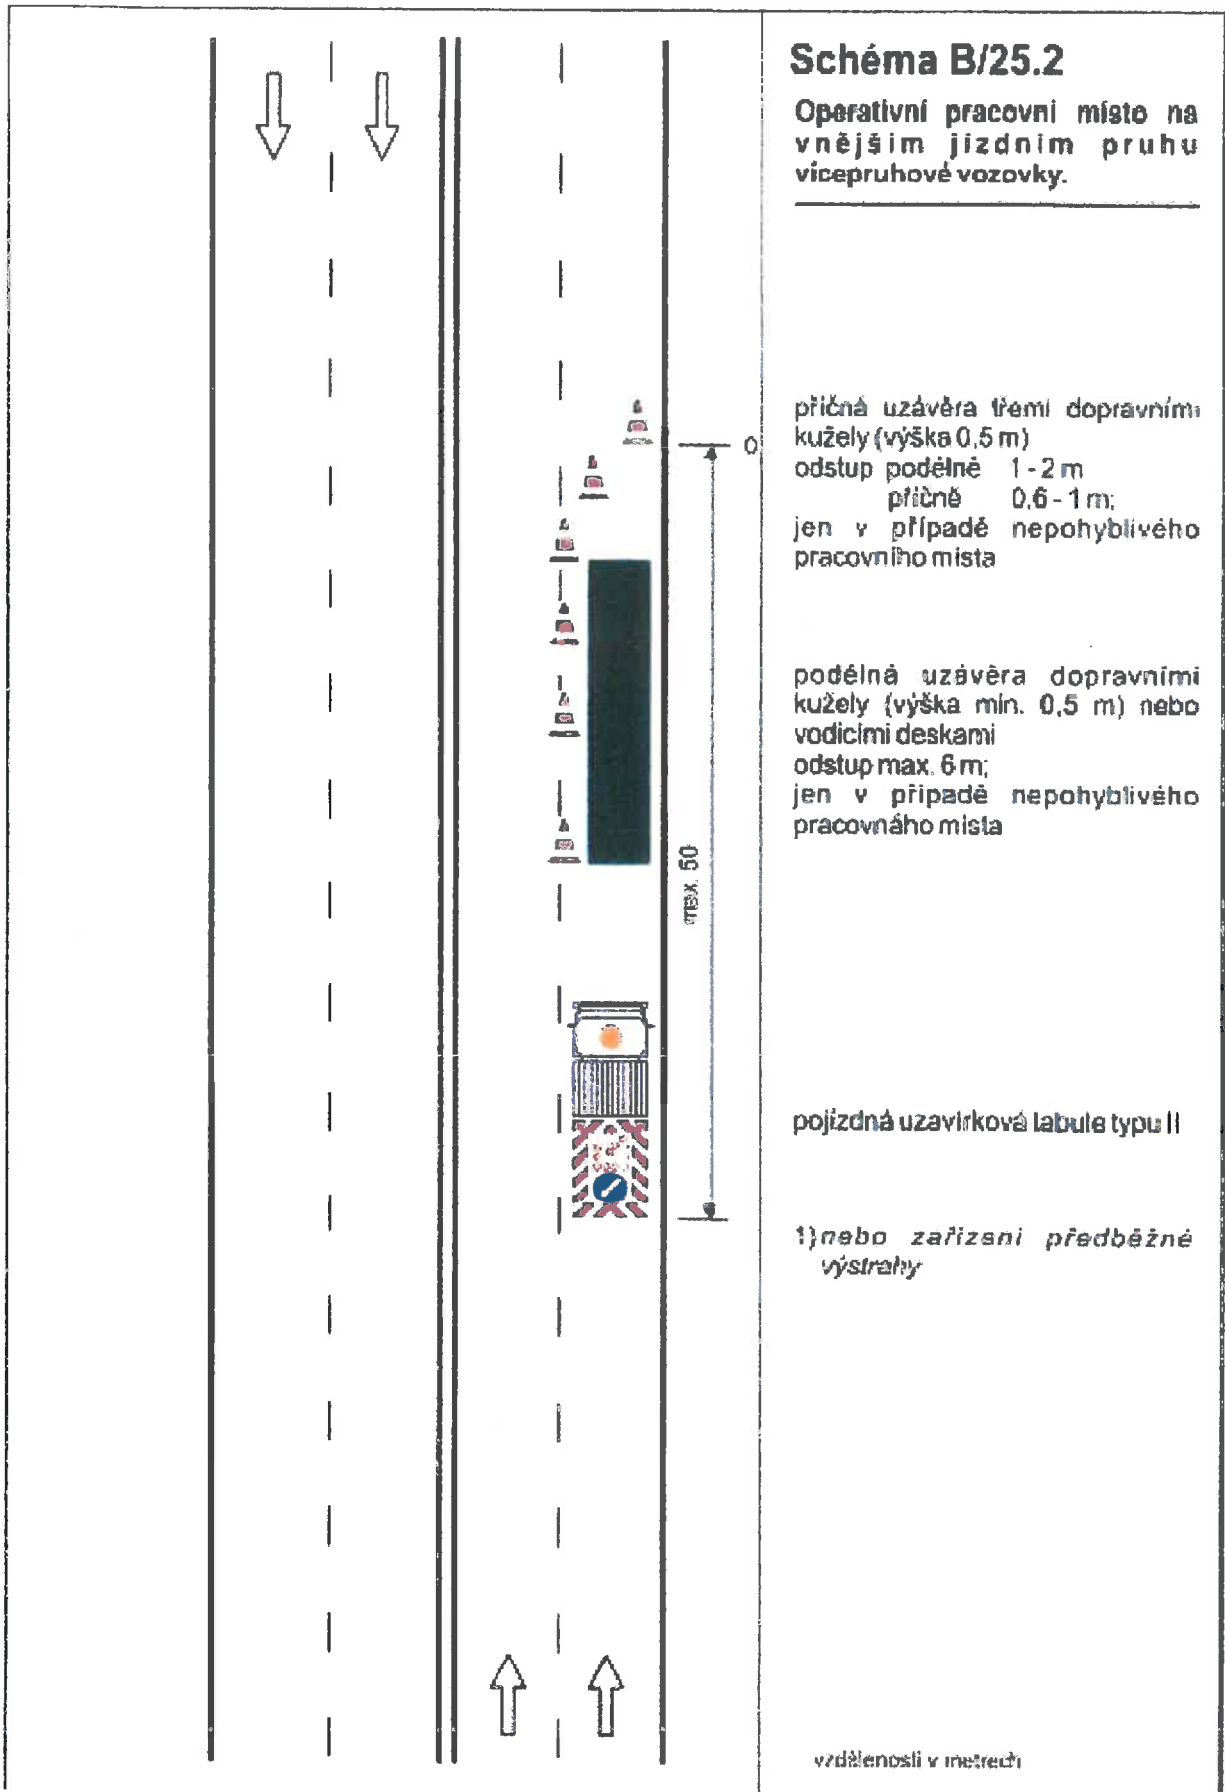 Schéma B/25.2
Operativní pracovní místo na
vnějším jízdním pruhu
vícepruhové vozovky.
příčná uzávěra třemi dopravními
kužely (výška 0,5 m)
odstup podélně 1 - 2 m
příčně 0,6 - 1 m;
jen v případě nepohyblivého
pracovního místa
0
podélná uzávěra dopravními
kužely (výška min. 0,5 m) nebo
vodicími deskami
odstup max. 6 m;
jen v případě nepohyblivého
pracovnáho místa
max. 50
pojízdná uzavírková tabule typu II
1) nebo zařízení předběžné
výstrahy
vzdálenosti v metrech